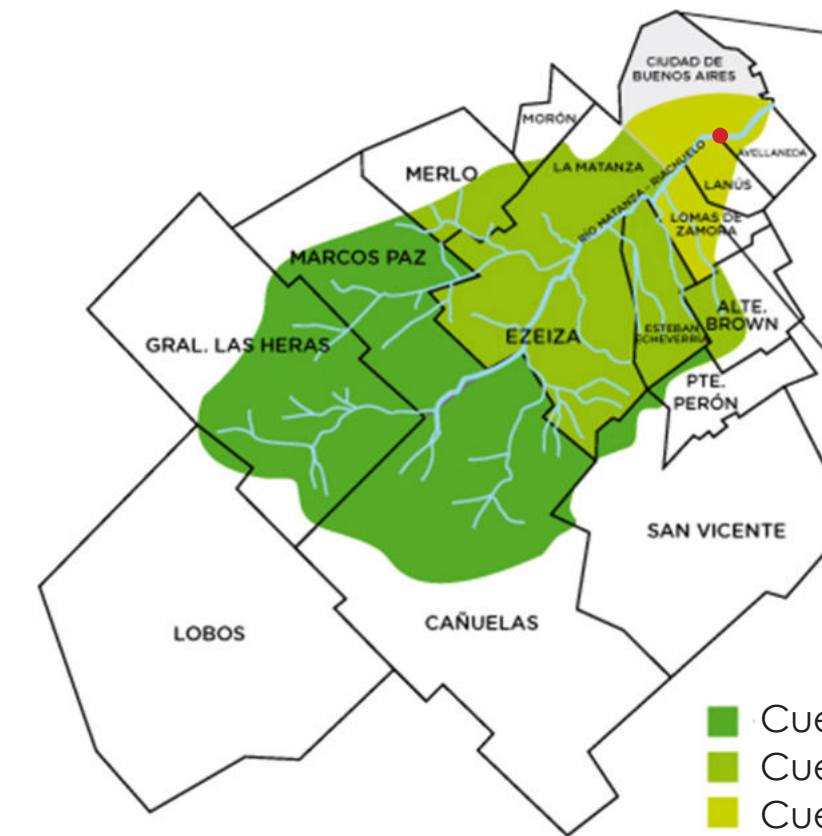 CIUDAD DE
BUENOS AIRES
MORÓN
LA MATANZA
AVELLANEDA
MERLO
LANÚS
RÍO MATANZA - RIACHUELO
LOMAS DE
ZAMORA
MARCOS PAZ
ALTE.
BROWN
GRAL. LAS HERAS
EZEIZA
ESTEBAN
ECHEVERRÍA
PTE.
PERÓN
SAN VICENTE
CAÑUELAS
LOBOS
Cue
Cue
Cue